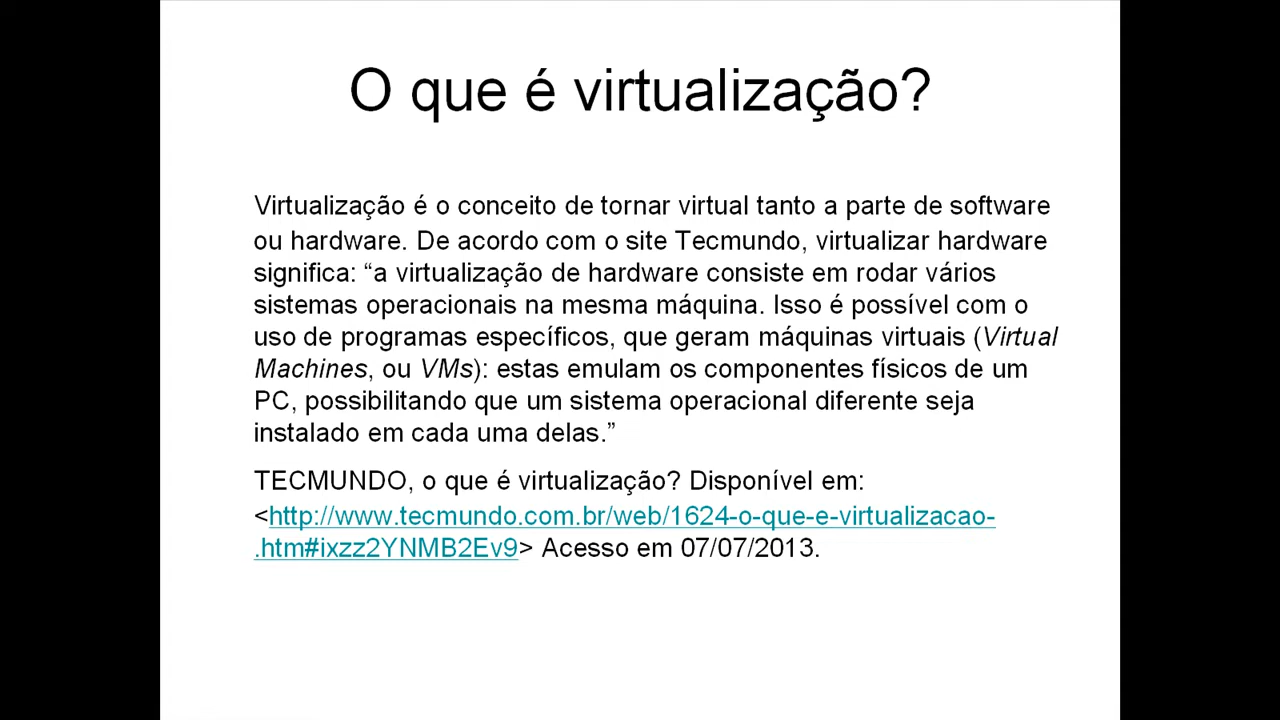 O que é virtualização?
Virtualização é o conceito de tornar virtual tanto a parte de software
ou hardware. De acordo com o site Tecmundo, virtualizar hardware
significa: “a virtualização de hardware consiste em rodar vários
sistemas operacionais na mesma máquina. Isso é possível com o
uso de programas específicos, que geram máquinas virtuais (Virtual
Machines, ou VMs): estas emulam os componentes físicos de um
PC, possibilitando que um sistema operacional diferente seja
instalado em cada uma delas.”
TECMUNDO, o que é virtualização? Disponível em:
<http://www.tecmundo.com.br/web/1624-o-que-e-virtualizacao-
.htm#ixzz2YNMB2Ev9> Acesso em 07/07/2013.